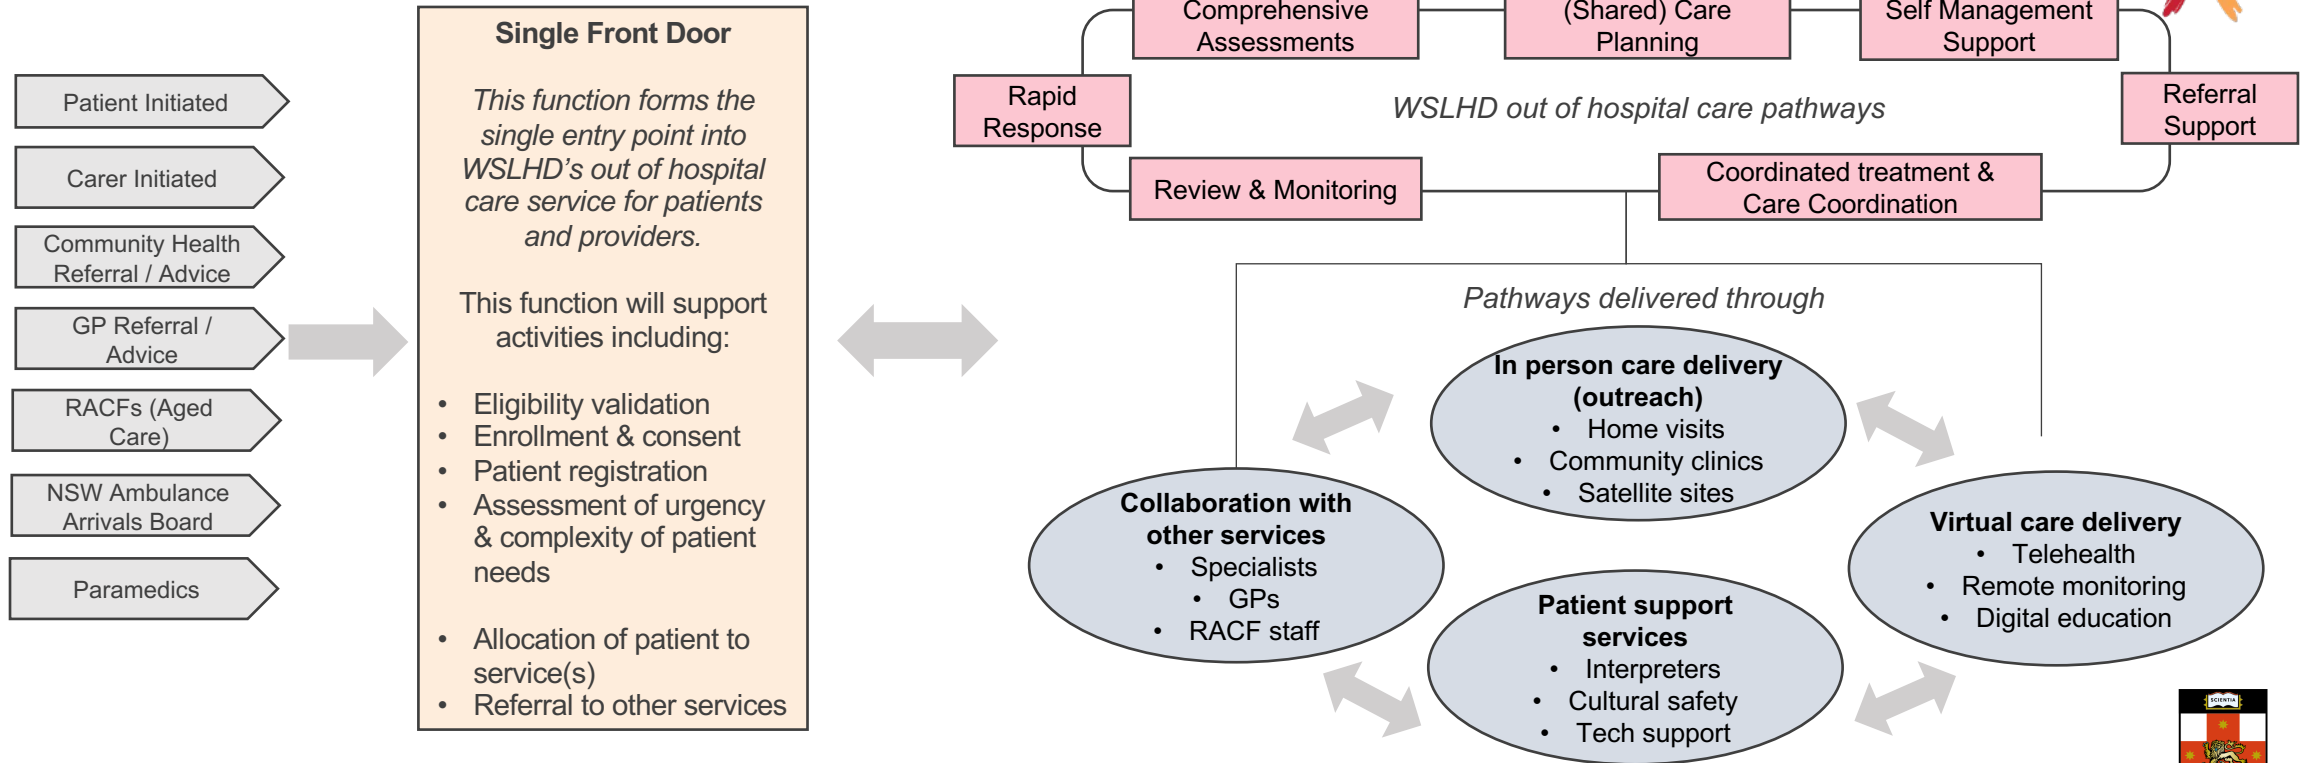 Patient Initiated
Carer Initiated
Community Health
Referral / Advice
GP Referral /
Advice
RACFs (Aged
Care)
NSW Ambulance
Arrivals Board
Paramedics
Single Front Door
This function forms the
single entry point into
WSLHD’s out of hospital
care service for patients
and providers.
This function will support
activities including:
• Eligibility validation
• Enrollment & consent
• Patient registration
• Assessment of urgency
& complexity of patient
needs
• Allocation of patient to
service(s)
• Referral to other services
Comprehensive
Assessments
(Shared) Care
Planning
Self Management
Support
Rapid
Response
WSLHD out of hospital care pathways
Referral
Support
Review & Monitoring
Coordinated treatment &
Care Coordination
Pathways delivered through
In person care delivery
(outreach)
• Home visits
• Community clinics
• Satellite sites
Collaboration with
other services
• Specialists
• GPs
• RACF staff
Virtual care delivery
• Telehealth
• Remote monitoring
• Digital education
Patient support
services
• Interpreters
• Cultural safety
• Tech support
SCIENTIA